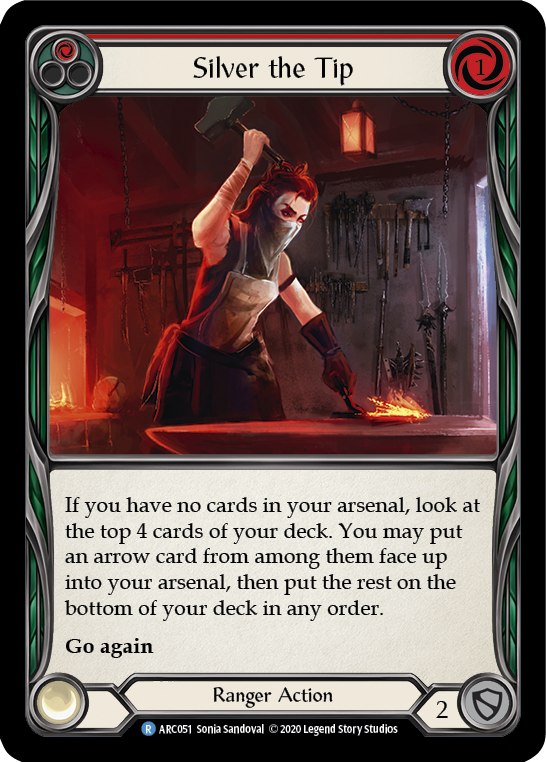 Silver the Tip
1
If you have no cards in your arsenal, look at
the top 4 cards of your deck. You may put
an arrow card from among them face up
into your arsenal, then put the rest on the
bottom of your deck in any order.
Go again
Ranger Action
2
R ARC051 Sonia Sandoval © 2020 Legend Story Studios